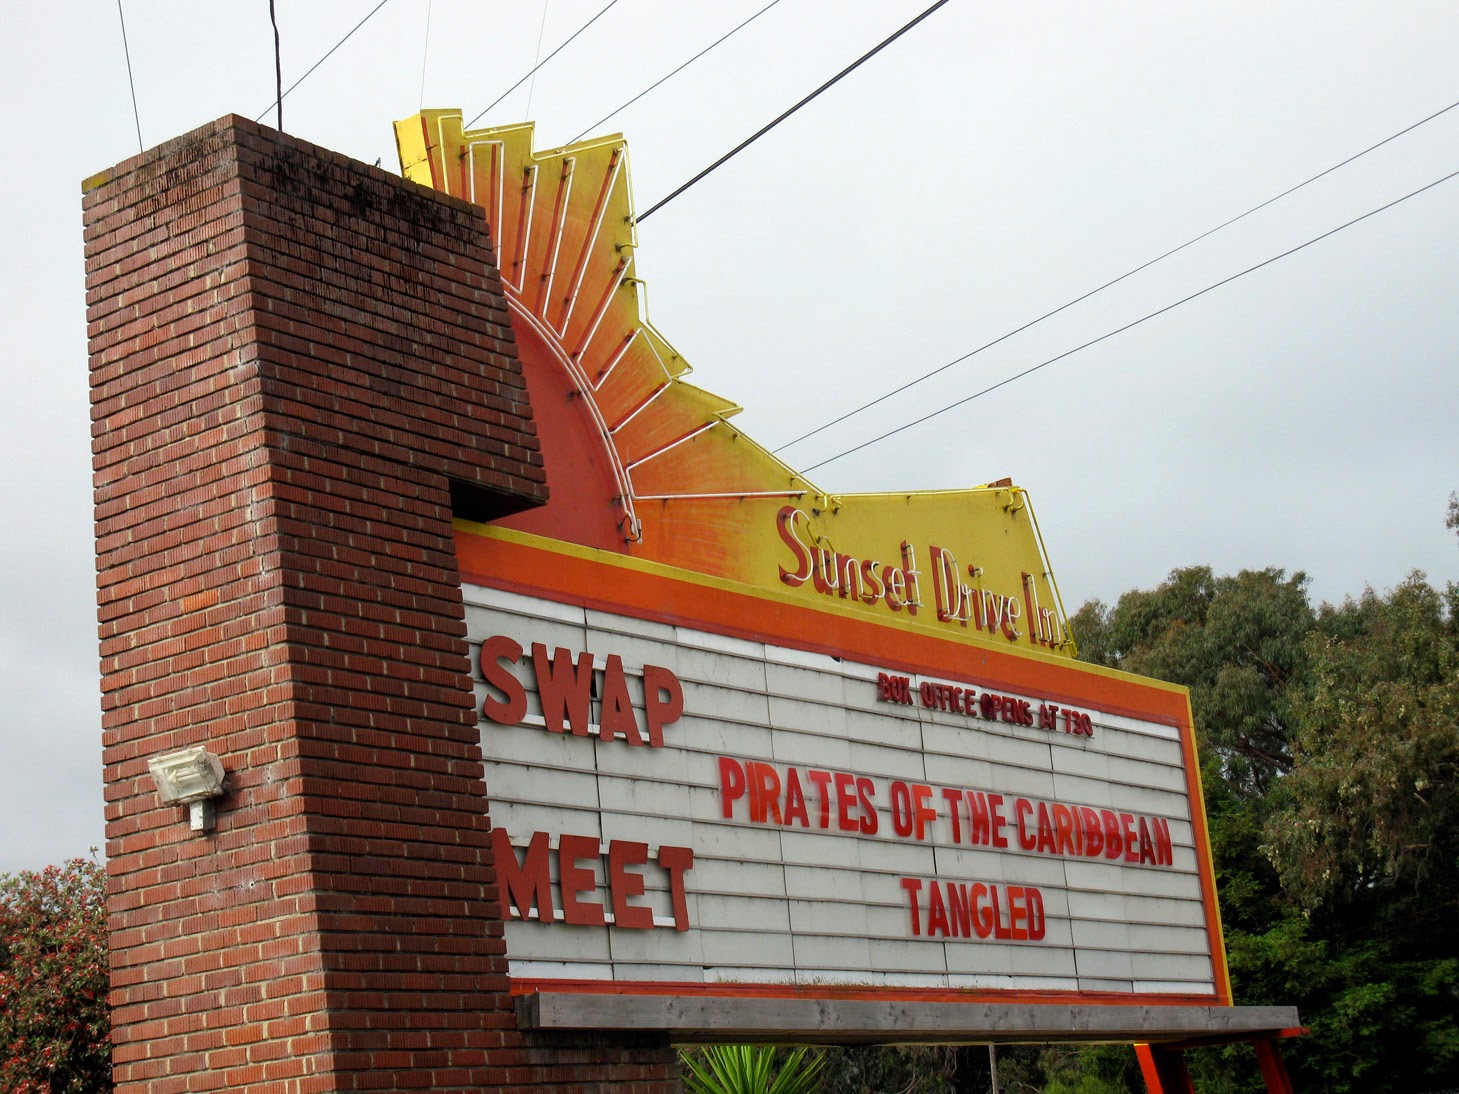 Sunset Drive In
SWAP
MEET
BOX OFFICE OPENS AT 730
PIRATES OF THE CARIBBEAN
TANGLED